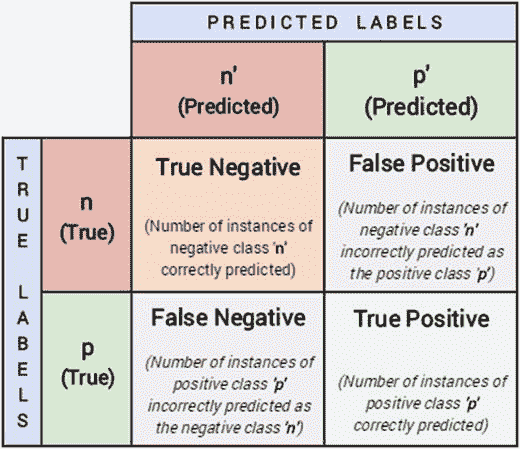 PREDICTED LABELS
n'
(Predicted)
p'
(Predicted)
TRUE LABELS
n
(True)
True Negative
(Number of instances of
negative class 'n'
correctly predicted)
False Positive
(Number of instances of
negative class 'n'
incorrectly predicted as
the positive class 'p')
p
(True)
False Negative
(Number of instances of
positive class 'p'
incorrectly predicted as
the negative class 'n')
True Positive
(Number of instances of
positive class 'p'
correctly predicted)